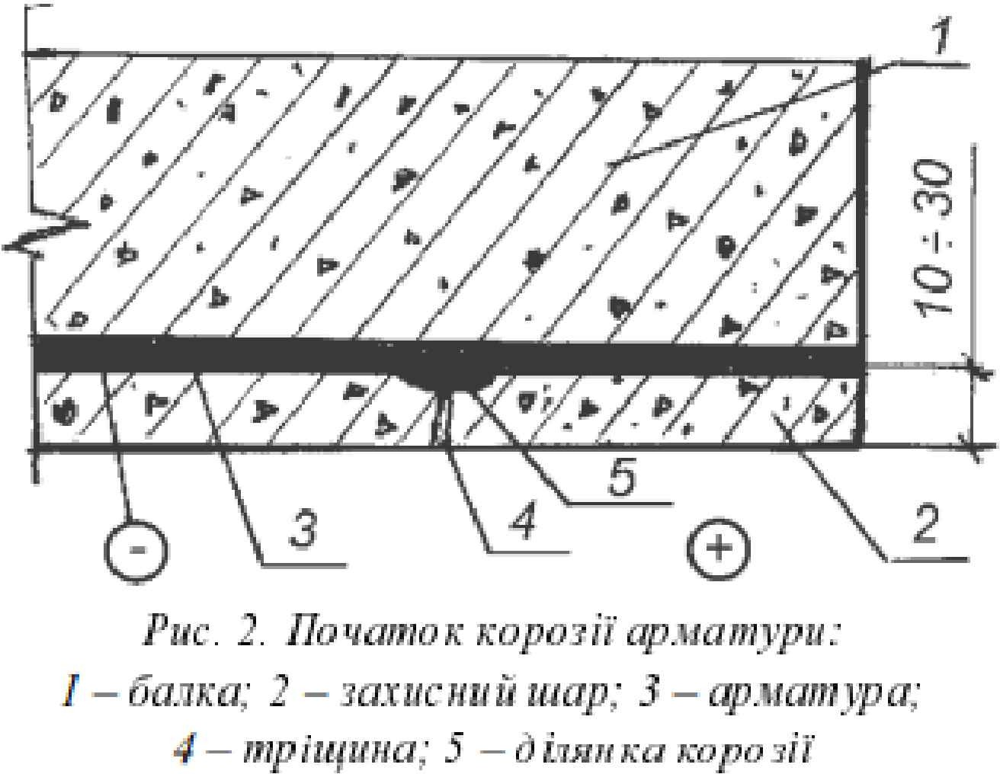 1
10 ÷ 30
5
3
4
2
-
+
Рис. 2. Початок корозії арматури:
1 – балка; 2 – захисний шар; 3 – арматура;
4 – тріщина; 5 – ділянка корозії